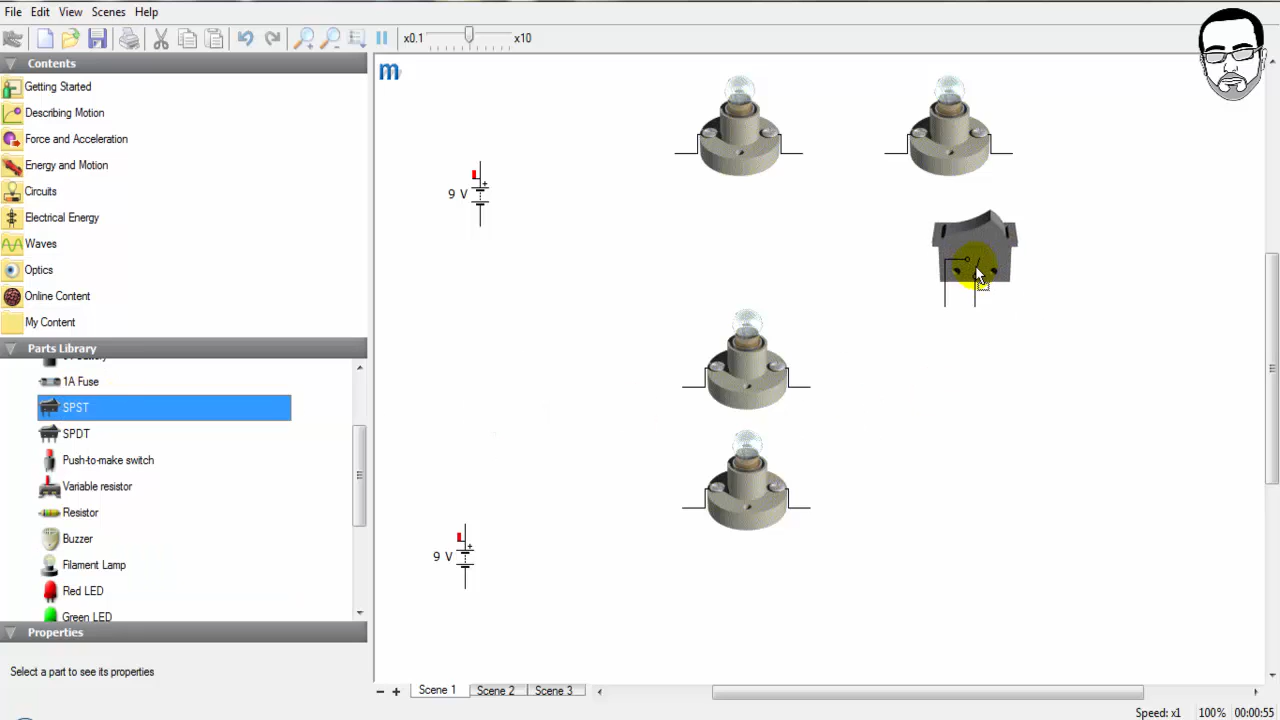 File Edit View Scenes Help
x0.1 x10
Contents
m
Getting Started
Describing Motion
Force and Acceleration
Energy and Motion
Circuits
Electrical Energy
Waves
Optics
Online Content
My Content
Parts Library
1A Fuse
SPST
SPDT
Push-to-make switch
Variable resistor
Resistor
Buzzer
Filament Lamp
Red LED
Green LED
Properties
Select a part to see its properties
9 V
9 V
Scene 1 Scene 2 Scene 3
Speed: x1 100% 00:00:55